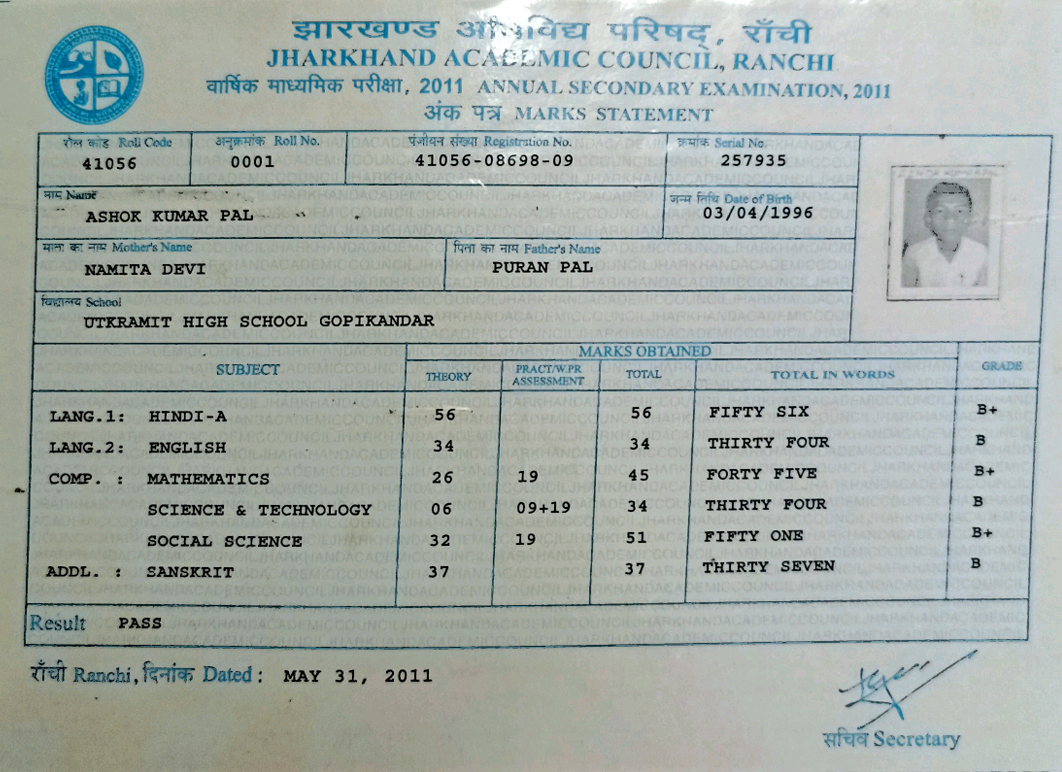 झारखण्ड अधिविद्य परिषद्, राँची
JHARKHAND ACADEMIC COUNCIL, RANCHI
वार्षिक माध्यमिक परीक्षा, 2011 ANNUAL SECONDARY EXAMINATION, 2011
अंक पत्र MARKS STATEMENT
रोल कोड Roll Code अनुक्रमांक Roll No. पंजीयन संख्या Registration No. क्रमांक Serial No.
41056 0001 41056-08698-09 257935
नाम Name जन्म तिथि Date of Birth
ASHOK KUMAR PAL 03/04/1996
माता का नाम Mother's Name पिता का नाम Father's Name
NAMITA DEVI PURAN PAL
विद्यालय School
UTKRAMIT HIGH SCHOOL GOPIKANDAR
MARKS OBTAINED
SUBJECT THEORY PRACT/W.PR ASSESSMENT TOTAL TOTAL IN WORDS GRADE
LANG.1: HINDI-A 56 56 FIFTY SIX B+
LANG.2: ENGLISH 34 34 THIRTY FOUR B
COMP. : MATHEMATICS 26 19 45 FORTY FIVE B+
SCIENCE & TECHNOLOGY 06 09+19 34 THIRTY FOUR B
SOCIAL SCIENCE 32 19 51 FIFTY ONE B+
ADDL. : SANSKRIT 37 37 THIRTY SEVEN B
Result PASS
राँची Ranchi, दिनांक Dated: MAY 31, 2011
सचिव Secretary